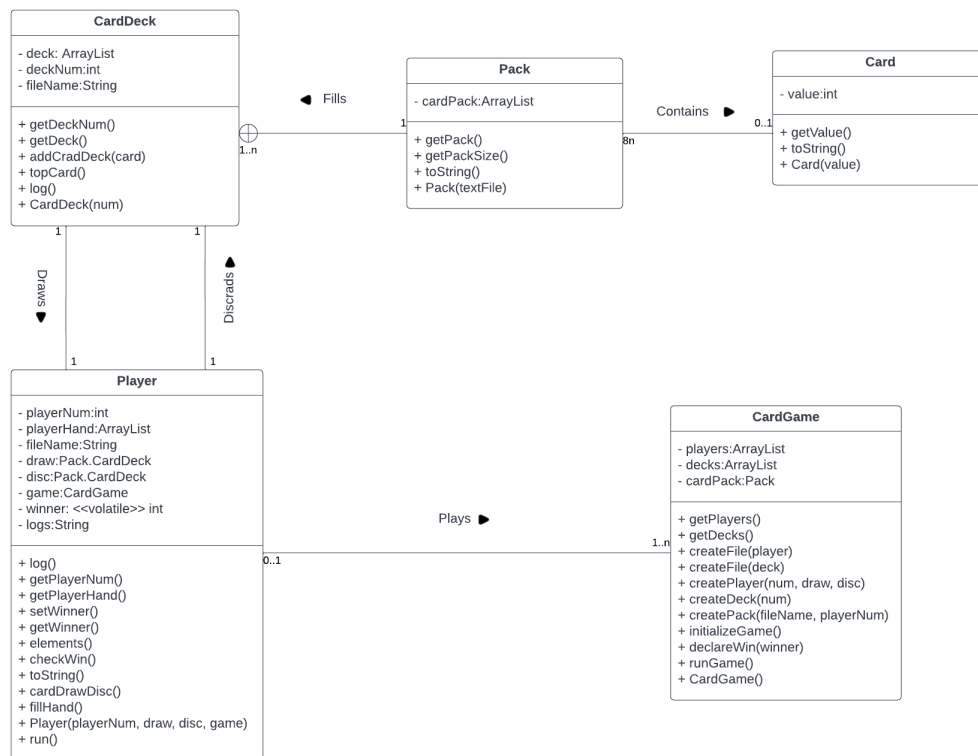 CardDeck
- deck: ArrayList
- deckNum:int
- fileName:String
+ getDeckNum()
+ getDeck()
+ addCradDeck(card)
+ topCard()
+ log()
+ CardDeck(num)
Fills
1..n
1
Pack
- cardPack:ArrayList
+ getPack()
+ getPackSize()
+ toString()
+ Pack(textFile)
Contains
8n
0..1
Card
- value:int
+ getValue()
+ toString()
+ Card(value)
1
1
Draws
Discrads
1
1
Player
- playerNum:int
- playerHand:ArrayList
- fileName:String
- draw:Pack.CardDeck
- disc:Pack.CardDeck
- game:CardGame
- winner: <<volatile>> int
- logs:String
+ log()
+ getPlayerNum()
+ getPlayerHand()
+ setWinner()
+ getWinner()
+ elements()
+ checkWin()
+ toString()
+ cardDrawDisc()
+ fillHand()
+ Player(playerNum, draw, disc, game)
+ run()
Plays
0..1
1..n
CardGame
- players:ArrayList
- decks:ArrayList
- cardPack:Pack
+ getPlayers()
+ getDecks()
+ createFile(player)
+ createFile(deck)
+ createPlayer(num, draw, disc)
+ createDeck(num)
+ createPack(fileName, playerNum)
+ initializeGame()
+ declareWin(winner)
+ runGame()
+ CardGame()